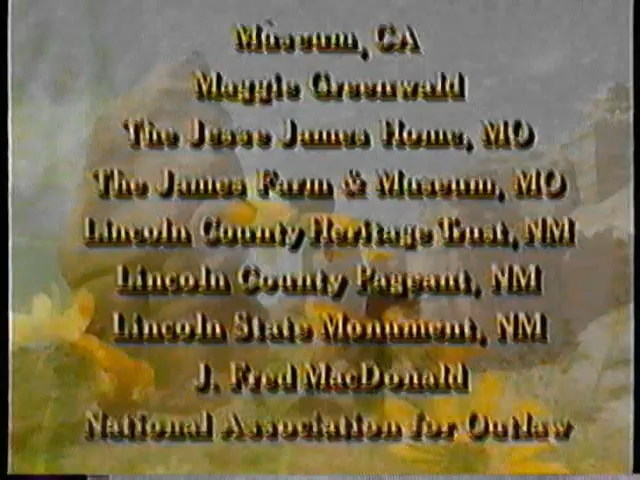 Museum, CA
Maggie Greenwald
The Jesse James Home, MO
The James Farm & Museum, MO
Lincoln County Heritage Trust, NM
Lincoln County Pageant, NM
Lincoln State Monument, NM
J. Fred MacDonald
National Association for Outlaw